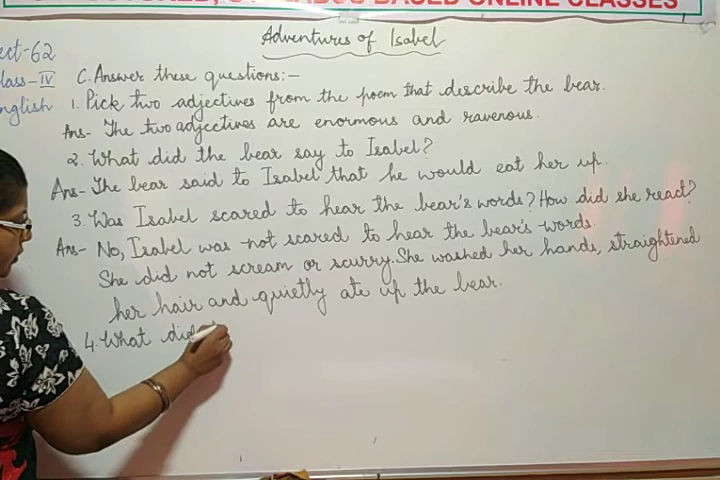 SYLLABUS BASED ONLINE CLASSES
Adventures of Isabel
ect-62
lass-IV
nglish
C. Answer these questions:-
1. Pick two adjectives from the poem that describe the bear.
Ans- The two adjectives are enormous and ravenous.
2. What did the bear say to Isabel?
Ans- The bear said to Isabel that he would eat her up.
3. Was Isabel scared to hear the bear's words? How did she react?
Ans- No, Isabel was not scared to hear the bear's words.
She did not scream or scurry. She washed her hands, straightened
her hair and quietly ate up the bear.
4. What did